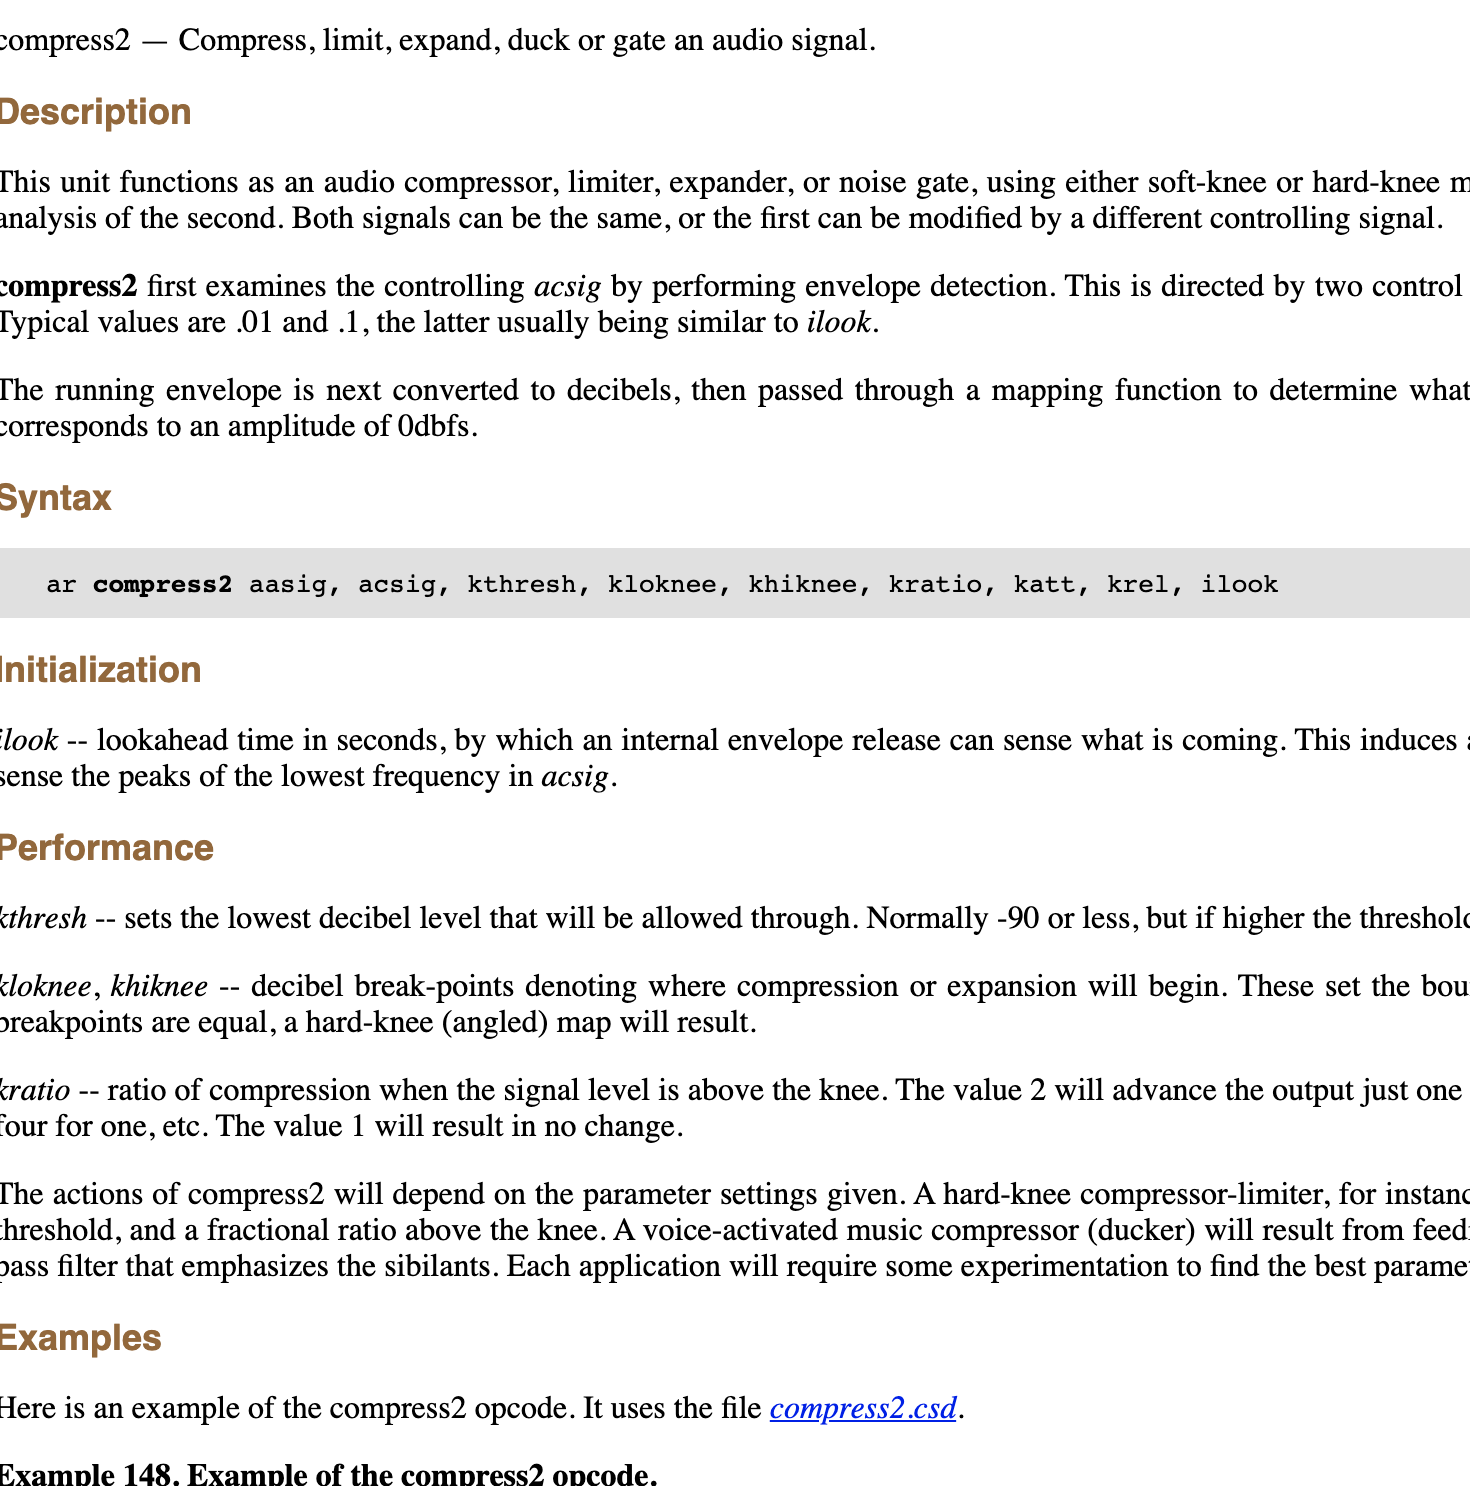 compress2 — Compress, limit, expand, duck or gate an audio signal.
Description
This unit functions as an audio compressor, limiter, expander, or noise gate, using either soft-knee or hard-knee
analysis of the second. Both signals can be the same, or the first can be modified by a different controlling signal.
compress2 first examines the controlling acsig by performing envelope detection. This is directed by two control
Typical values are .01 and .1, the latter usually being similar to ilook.
The running envelope is next converted to decibels, then passed through a mapping function to determine what
corresponds to an amplitude of 0dbfs.
Syntax
ar compress2 aasig, acsig, kthresh, kloknee, khiknee, kratio, katt, krel, ilook
Initialization
ilook -- lookahead time in seconds, by which an internal envelope release can sense what is coming. This induces
sense the peaks of the lowest frequency in acsig.
Performance
kthresh -- sets the lowest decibel level that will be allowed through. Normally -90 or less, but if higher the threshold
kloknee, khiknee -- decibel break-points denoting where compression or expansion will begin. These set the bou
breakpoints are equal, a hard-knee (angled) map will result.
kratio -- ratio of compression when the signal level is above the knee. The value 2 will advance the output just one
four for one, etc. The value 1 will result in no change.
The actions of compress2 will depend on the parameter settings given. A hard-knee compressor-limiter, for instanc
threshold, and a fractional ratio above the knee. A voice-activated music compressor (ducker) will result from feed
pass filter that emphasizes the sibilants. Each application will require some experimentation to find the best parame
Examples
Here is an example of the compress2 opcode. It uses the file compress2.csd.
Example 148. Example of the compress2 opcode.